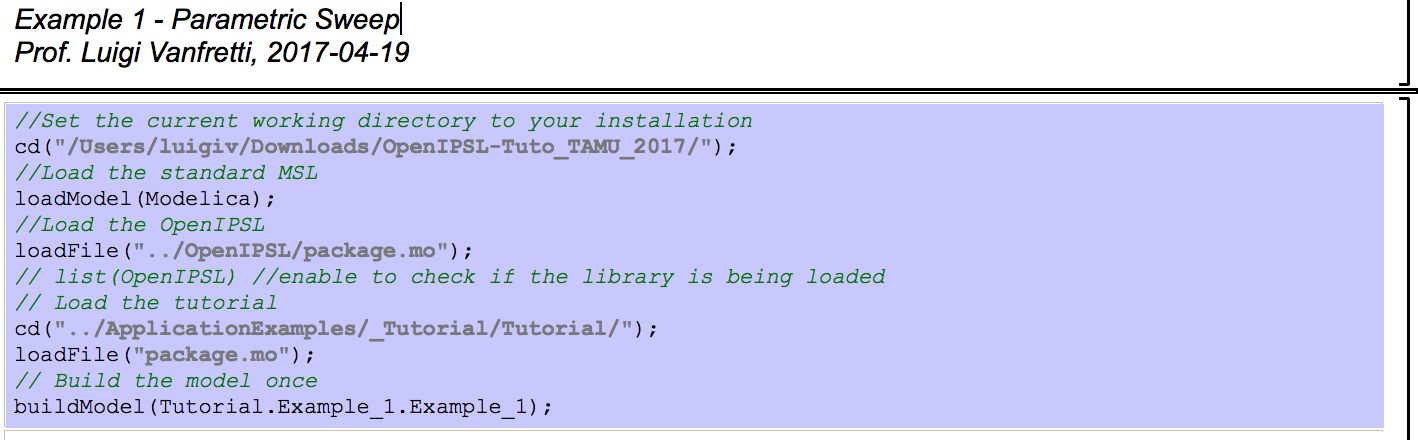 Example 1 - Parametric Sweep
Prof. Luigi Vanfretti, 2017-04-19
//Set the current working directory to your installation
cd("/Users/luigiv/Downloads/OpenIPSL-Tuto_TAMU_2017/");
//Load the standard MSL
loadModel(Modelica);
//Load the OpenIPSL
loadFile("../OpenIPSL/package.mo");
// list(OpenIPSL) //enable to check if the library is being loaded
// Load the tutorial
cd("../ApplicationExamples/_Tutorial/Tutorial/");
loadFile("package.mo");
// Build the model once
buildModel(Tutorial.Example_1.Example_1);